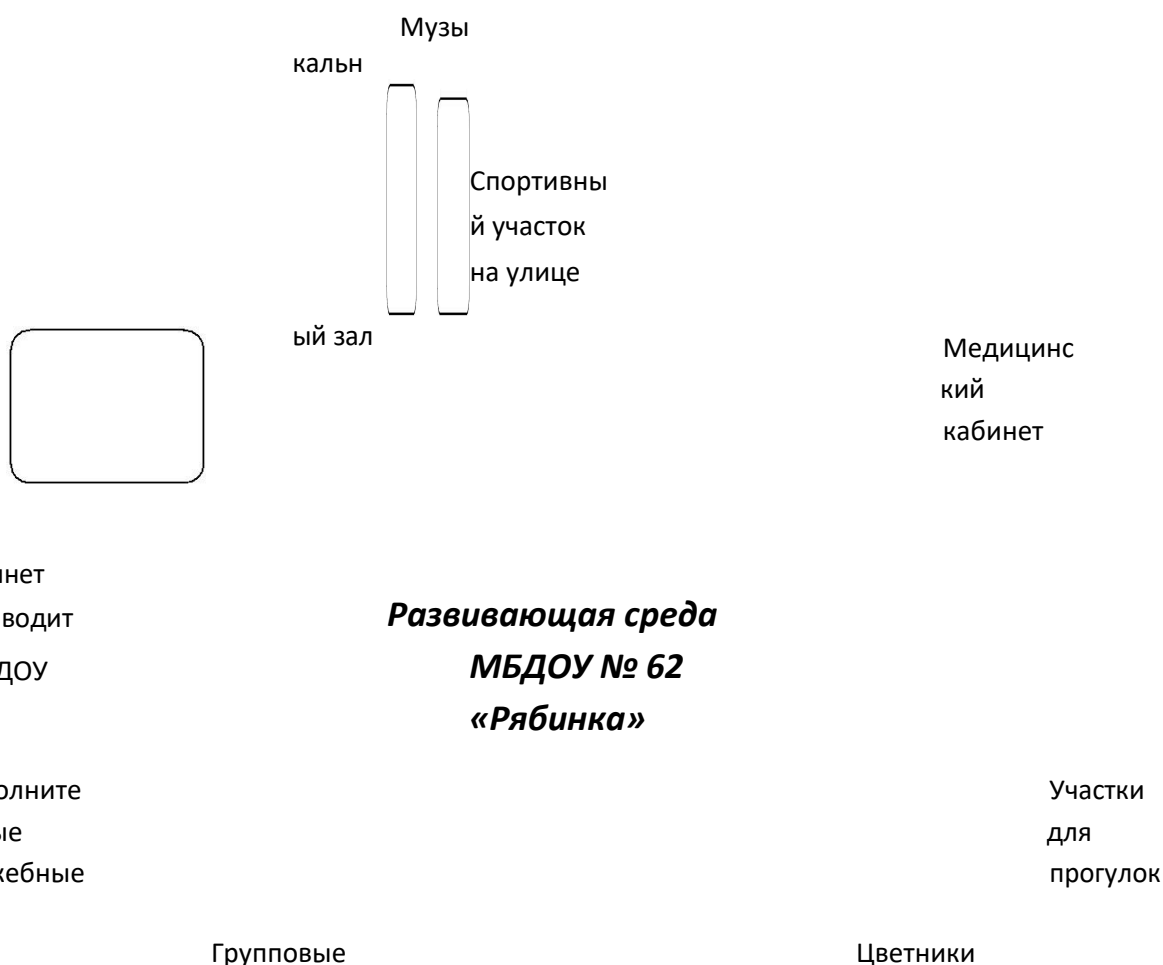 Музы
кальн
Спортивны
й участок
на улице
ый зал
Медицинс
кий
кабинет
инет
водит
ДОУ
Развивающая среда
МБДОУ № 62
«Рябинка»
олните
ые
жебные
Участки
для
прогулок
Групповые
Цветники